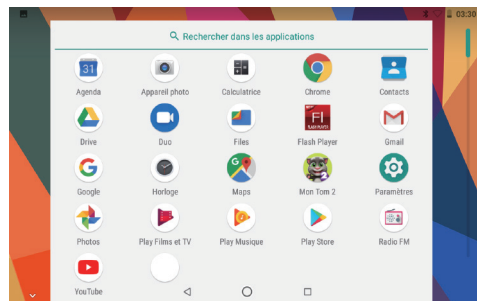 03:30
Rechercher dans les applications
31
Agenda Appareil photo Calculatrice Chrome Contacts
FLASH PLAYER
Drive Duo Files Flash Player Gmail
Google Horloge Maps Mon Tom 2 Paramètres
Photos Play Films et TV Play Musique Play Store Radio FM
YouTube